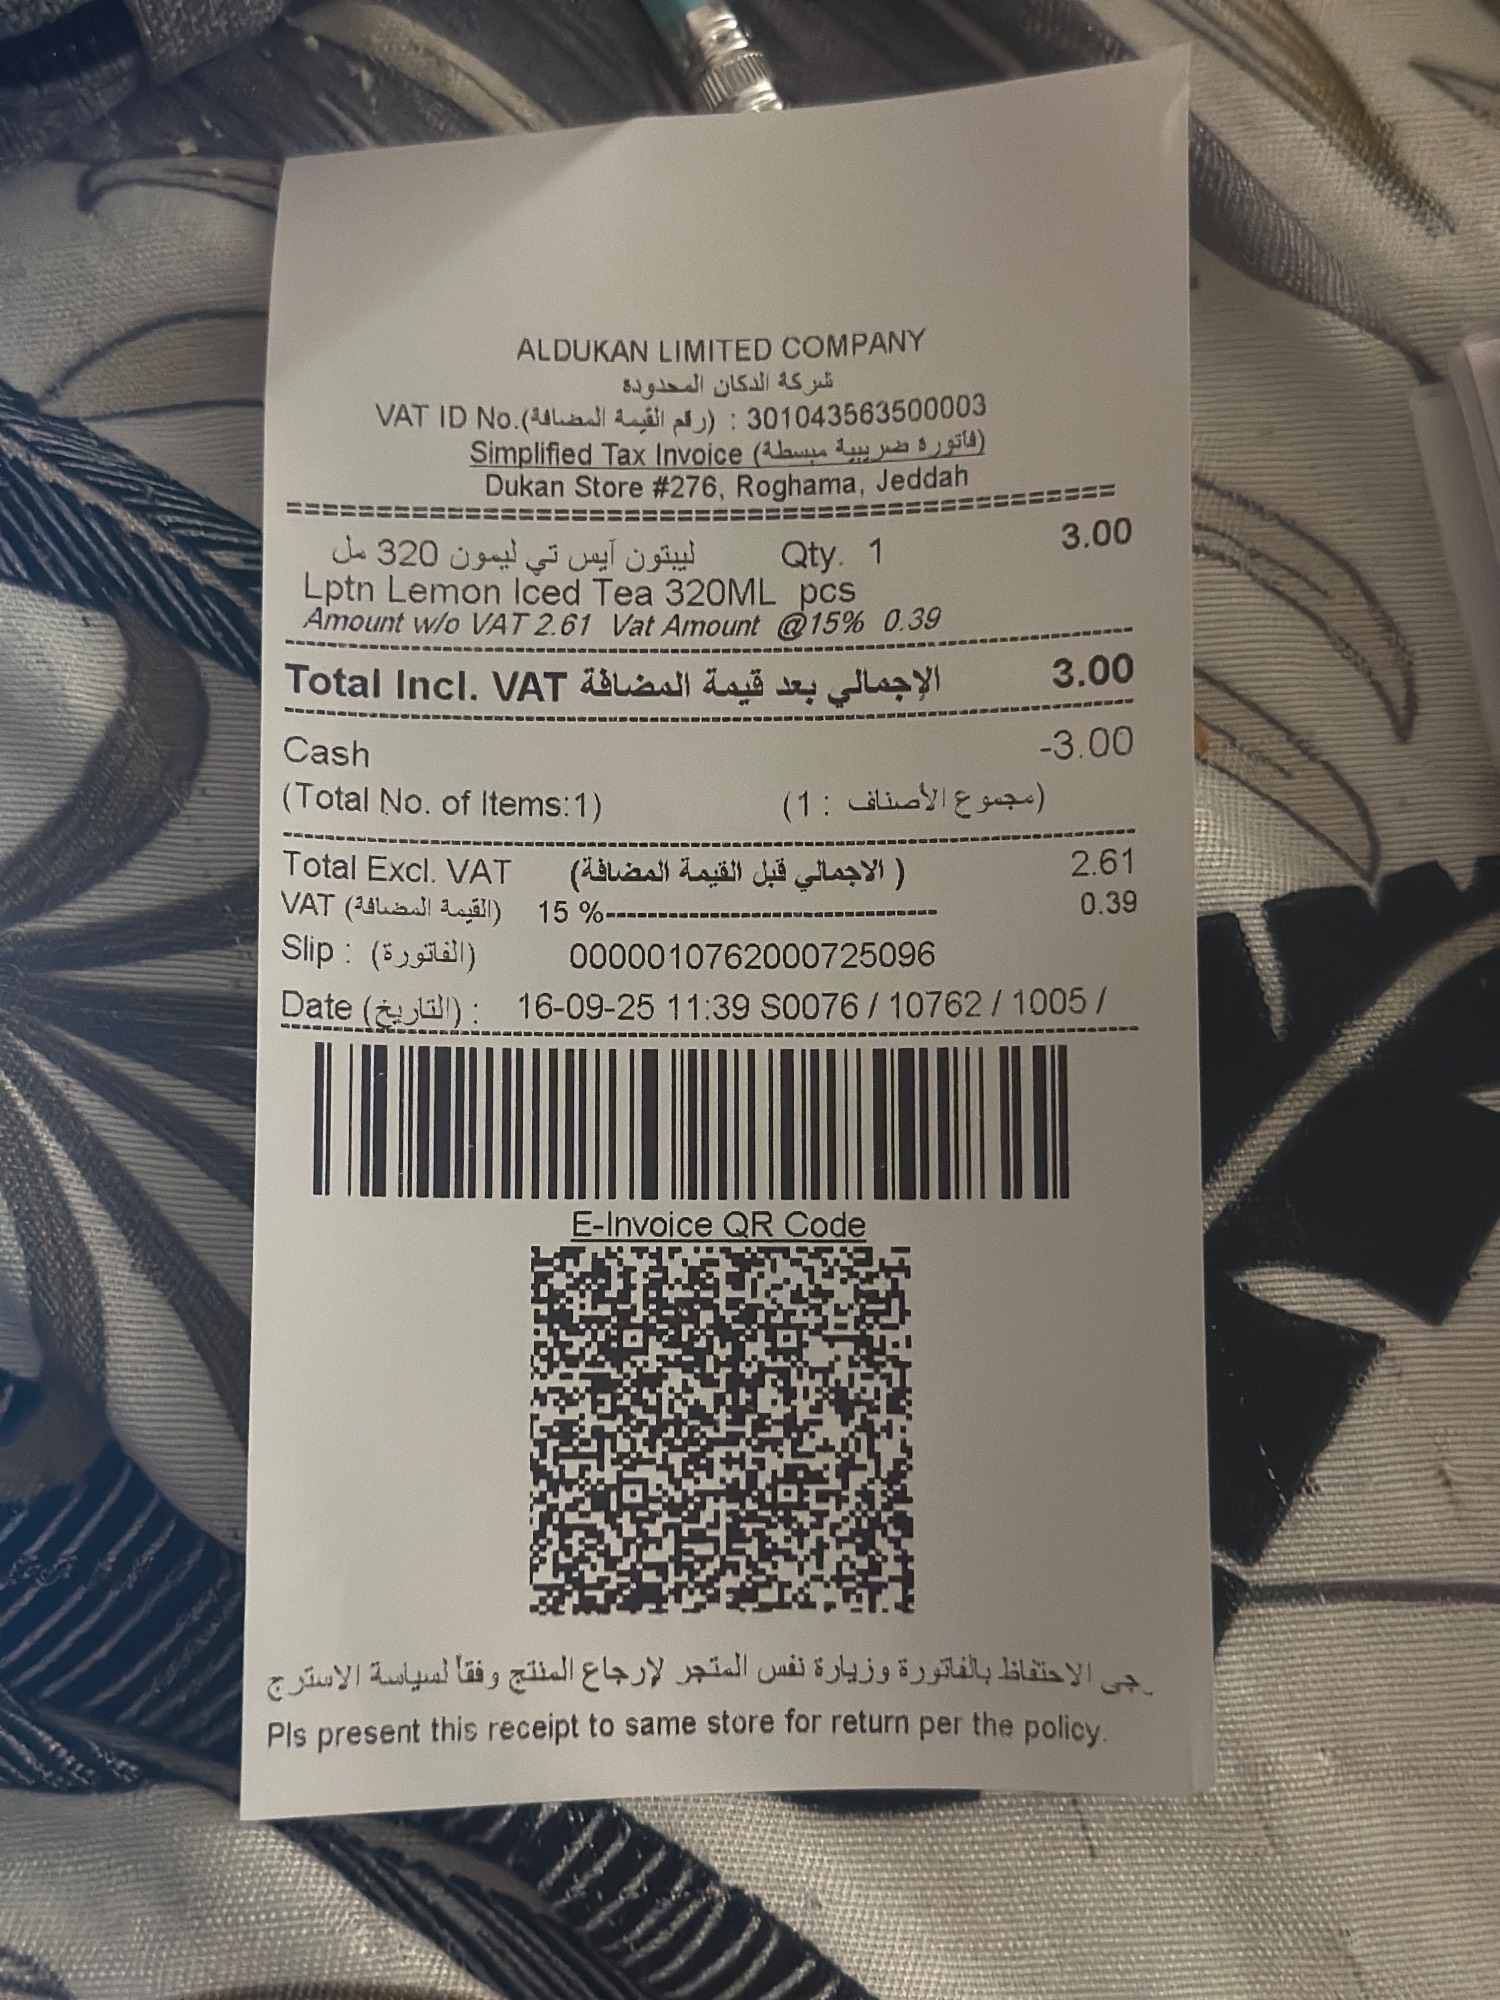 ALDUKAN LIMITED COMPANY
شركة الدكان المحدودة
VAT ID No.(رقم القيمة المضافة) : 301043563500003
Simplified Tax Invoice (فاتورة ضريبية مبسطة)
Dukan Store #276, Roghama, Jeddah
ليبتون آيس تي ليمون 320 مل Qty. 1 3.00
Lptn Lemon Iced Tea 320ML pcs
Amount w/o VAT 2.61 Vat Amount @15% 0.39
Total Incl. VAT الإجمالي بعد قيمة المضافة 3.00
Cash -3.00
(Total No. of Items:1) (مجموع الأصناف : 1)
Total Excl. VAT (الاجمالي قبل القيمة المضافة ) 2.61
VAT (القيمة المضافة) 15 %------------------------------------ 0.39
Slip : (الفاتورة) 0000010762000725096
Date (التاريخ) : 16-09-25 11:39 S0076 / 10762 / 1005 /
E-Invoice QR Code
جى الاحتفاظ بالفاتورة وزيارة نفس المتجر لإرجاع المنتج وفقاً لسياسة الاسترج
Pls present this receipt to same store for return per the policy.